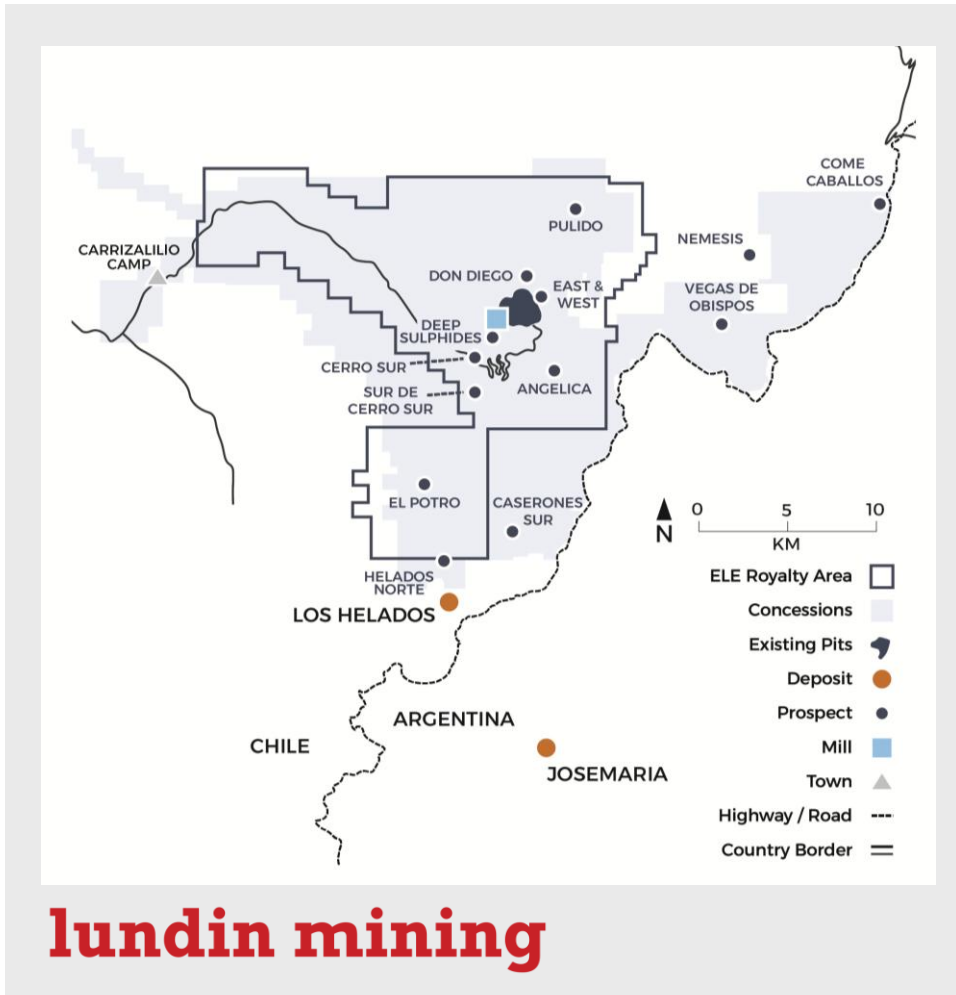 COME
CABALLOS
PULIDO
NEMESIS
CARRIZALILIO
CAMP
DON DIEGO
EAST &
WEST
VEGAS DE
OBISPOS
DEEP
SULPHIDES
CERRO SUR
ANGELICA
SUR DE
CERRO SUR
EL POTRO
CASERONES
SUR
HELADOS
NORTE
LOS HELADOS
N
0 5 10
KM
ELE Royalty Area
Concessions
Existing Pits
Deposit
Prospect
Mill
Town
Highway / Road
Country Border
ARGENTINA
CHILE
JOSEMARIA
lundin mining